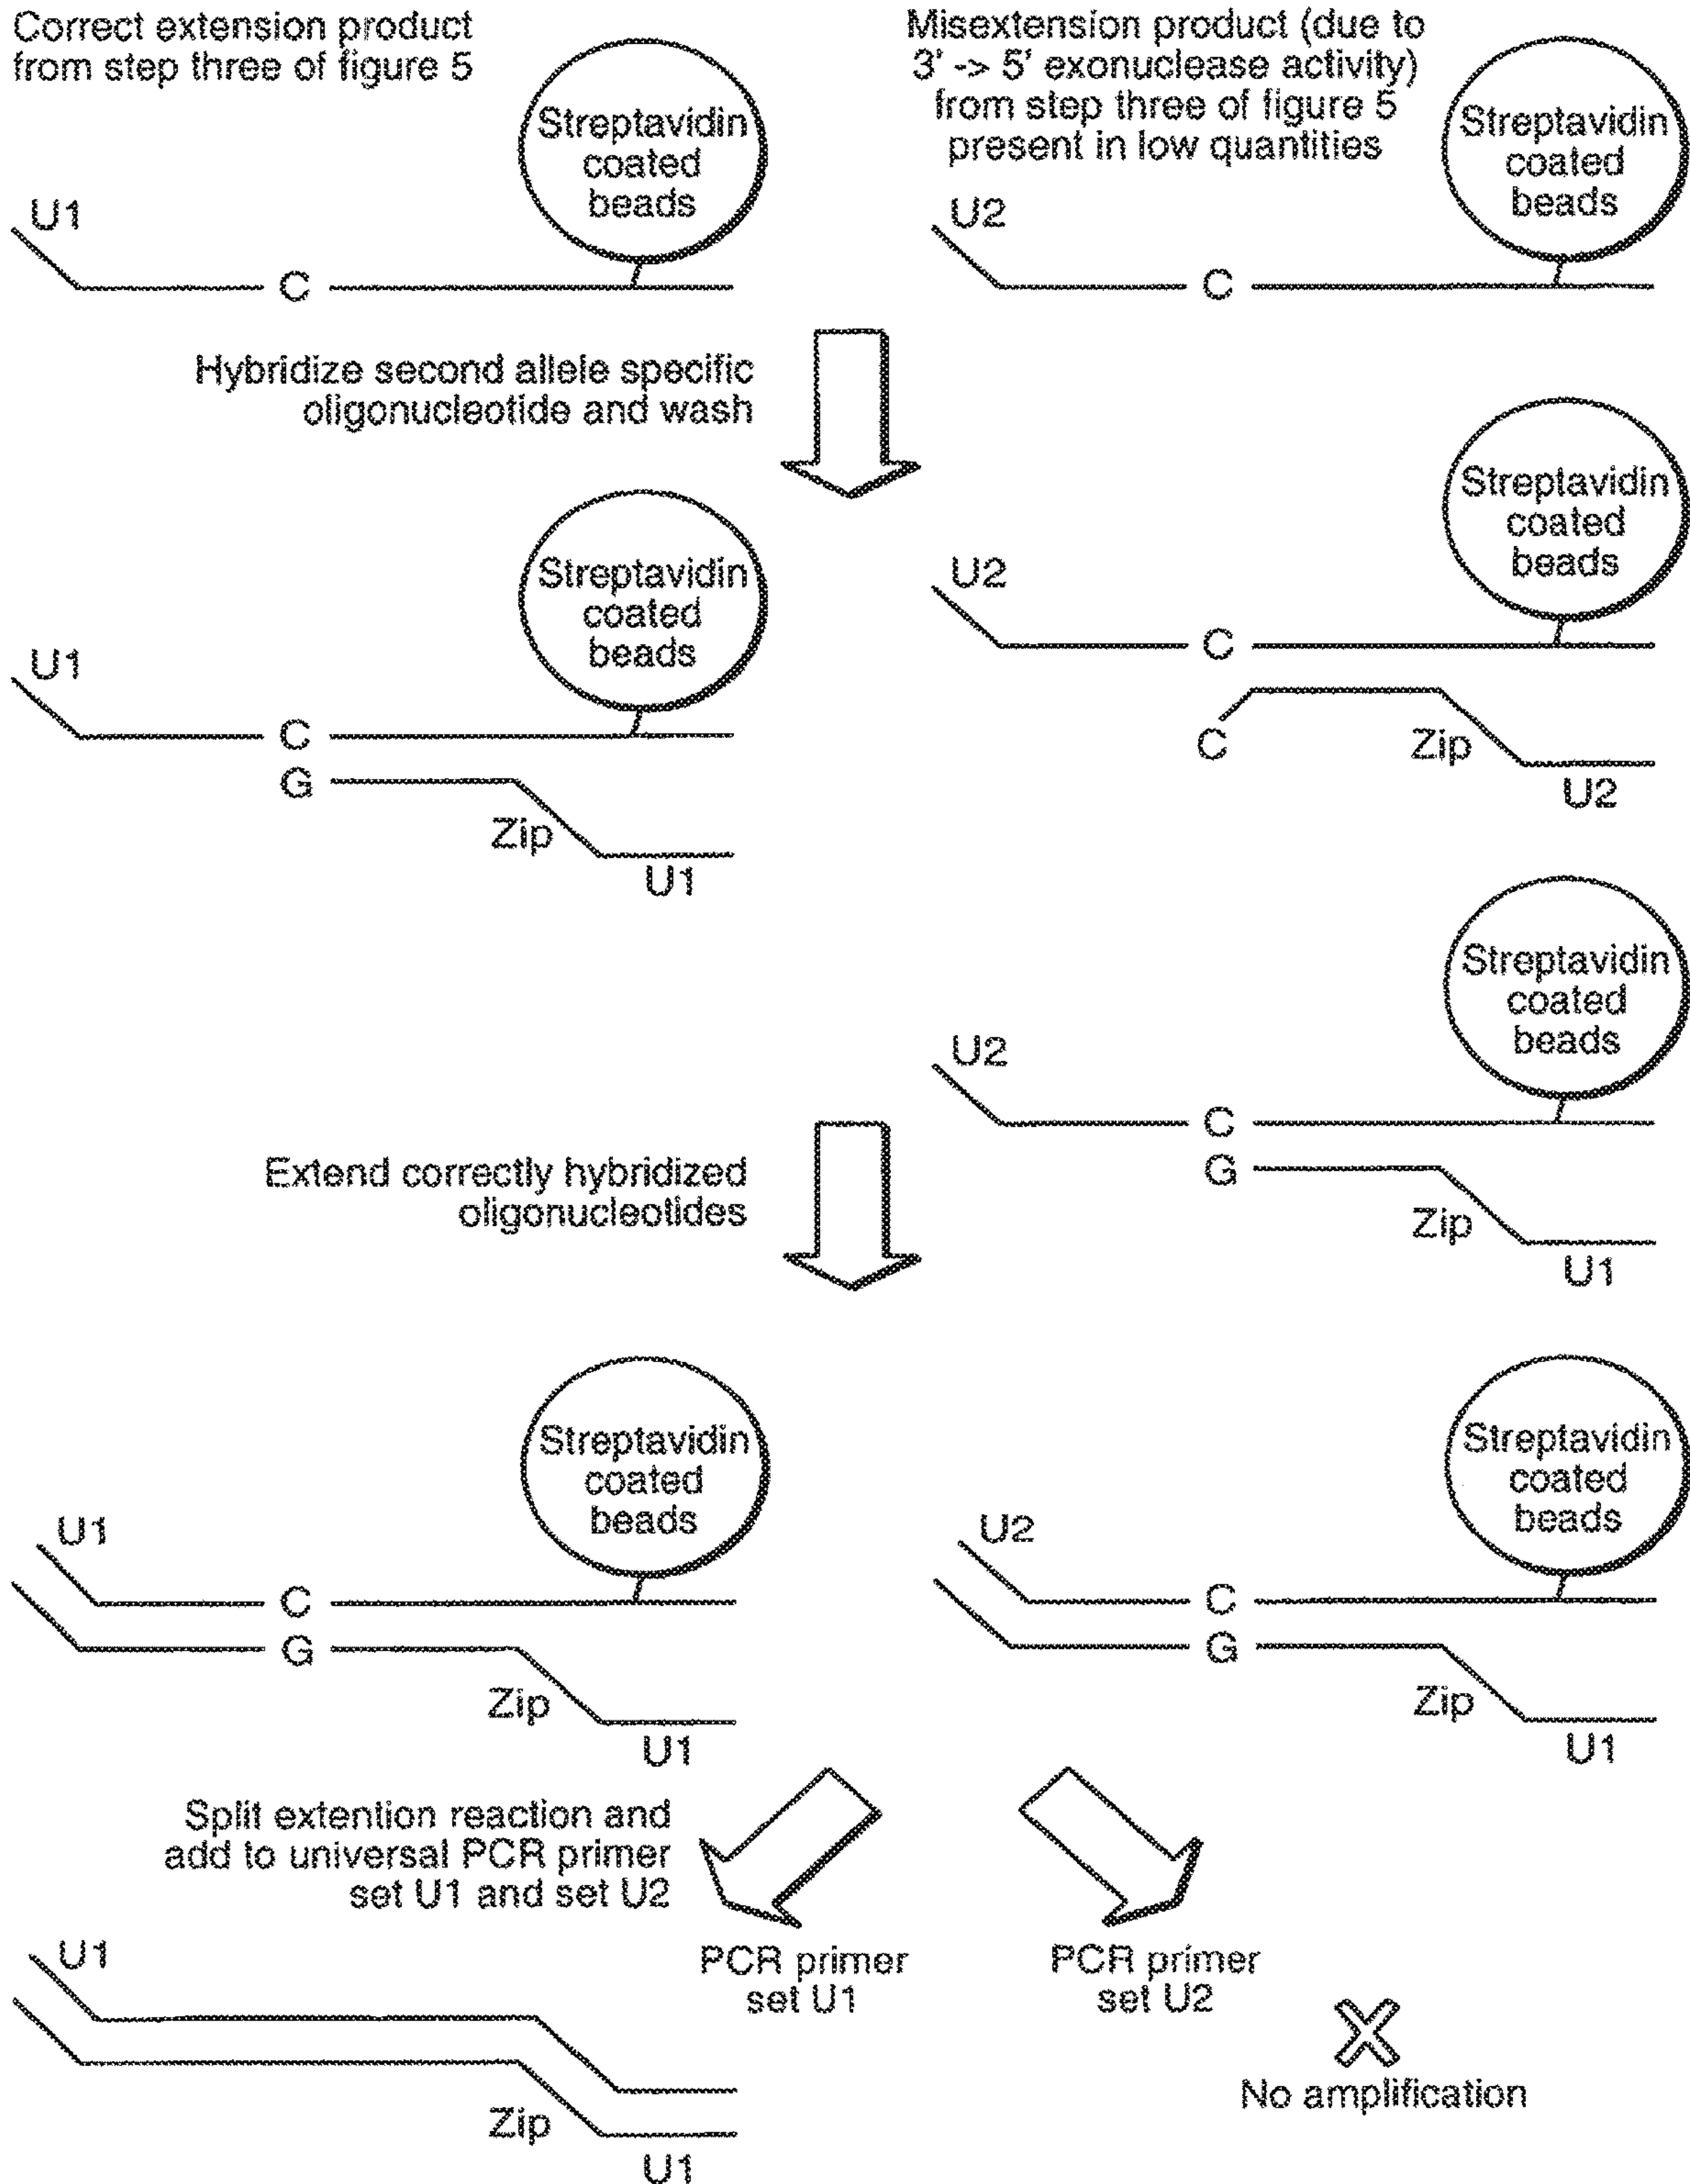 Correct extension product
from step three of figure 5
Streptavidin
coated
beads
U1
C
Misextension product (due to
3' -> 5' exonuclease activity)
from step three of figure 5
present in low quantities
Streptavidin
coated
beads
U2
C
Hybridize second allele specific
oligonucleotide and wash
Streptavidin
coated
beads
U1
C
G
Zip
U1
Streptavidin
coated
beads
U2
C
C
Zip
U2
Streptavidin
coated
beads
U2
C
G
Zip
U1
Extend correctly hybridized
oligonucleotides
Streptavidin
coated
beads
U1
C
G
Zip
U1
Streptavidin
coated
beads
U2
C
G
Zip
U1
Split extention reaction and
add to universal PCR primer
set U1 and set U2
PCR primer
set U1
PCR primer
set U2
U1
Zip
U1
No amplification